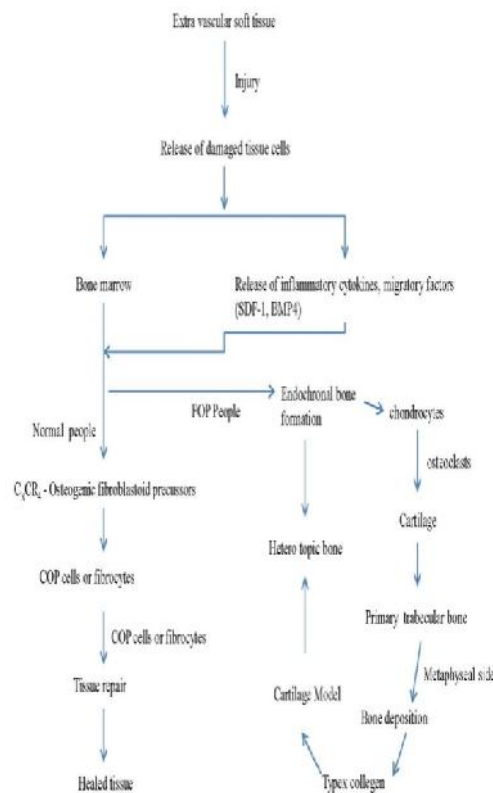 Extra vascular soft tissue
Injury
Release of damaged tissue cells
Bone marrow
Release of inflammatory cytokines, migratory factors
(SDF-1, BMP4)
FOP People
Endochronal bone
formation
chondrocytes
Normal people
osteoclasts
CXCR4 - Osteogenic fibroblastoid precussors
Cartilage
Hetero topic bone
COP cells or fibrocytes
Primary trabecular bone
COP cells or fibrocytes
Metaphyseal side
Tissue repair
Cartilage Model
Bone deposition
Healed tissue
Typex collagen